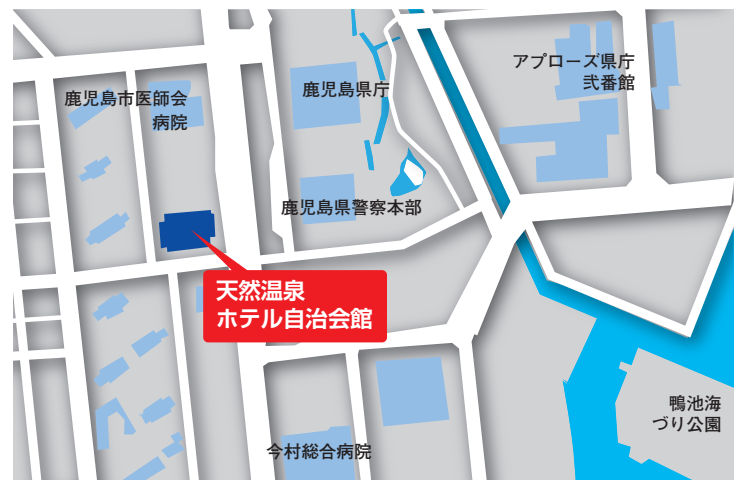 アプローズ県庁
弐番館
鹿児島県庁
鹿児島市医師会
病院
鹿児島県警察本部
天然温泉
ホテル自治会館
鴨池海
づり公園
今村総合病院